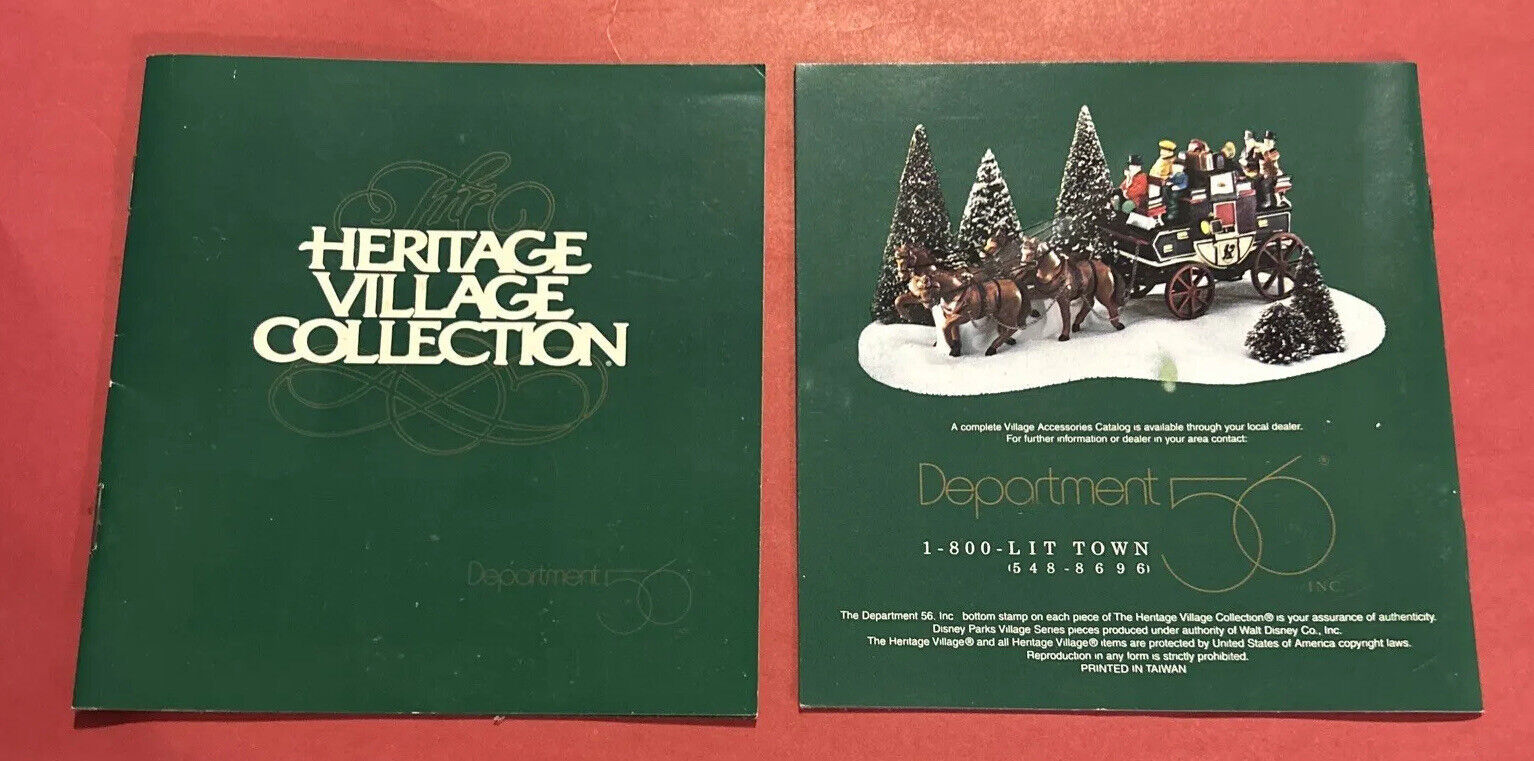 The
HERITAGE
VILLAGE
COLLECTION®
Department 56
A complete Village Accessories Catalog is available through your local dealer.
For further information or dealer in your area contact:
Department 56®
1-800-LIT TOWN
(548-8696)
INC.
The Department 56, Inc bottom stamp on each piece of The Heritage Village Collection® is your assurance of authenticity.
Disney Parks Village Series pieces produced under authority of Walt Disney Co., Inc.
The Heritage Village® and all Heritage Village® items are protected by United States of America copyright laws.
Reproduction in any form is strictly prohibited.
PRINTED IN TAIWAN